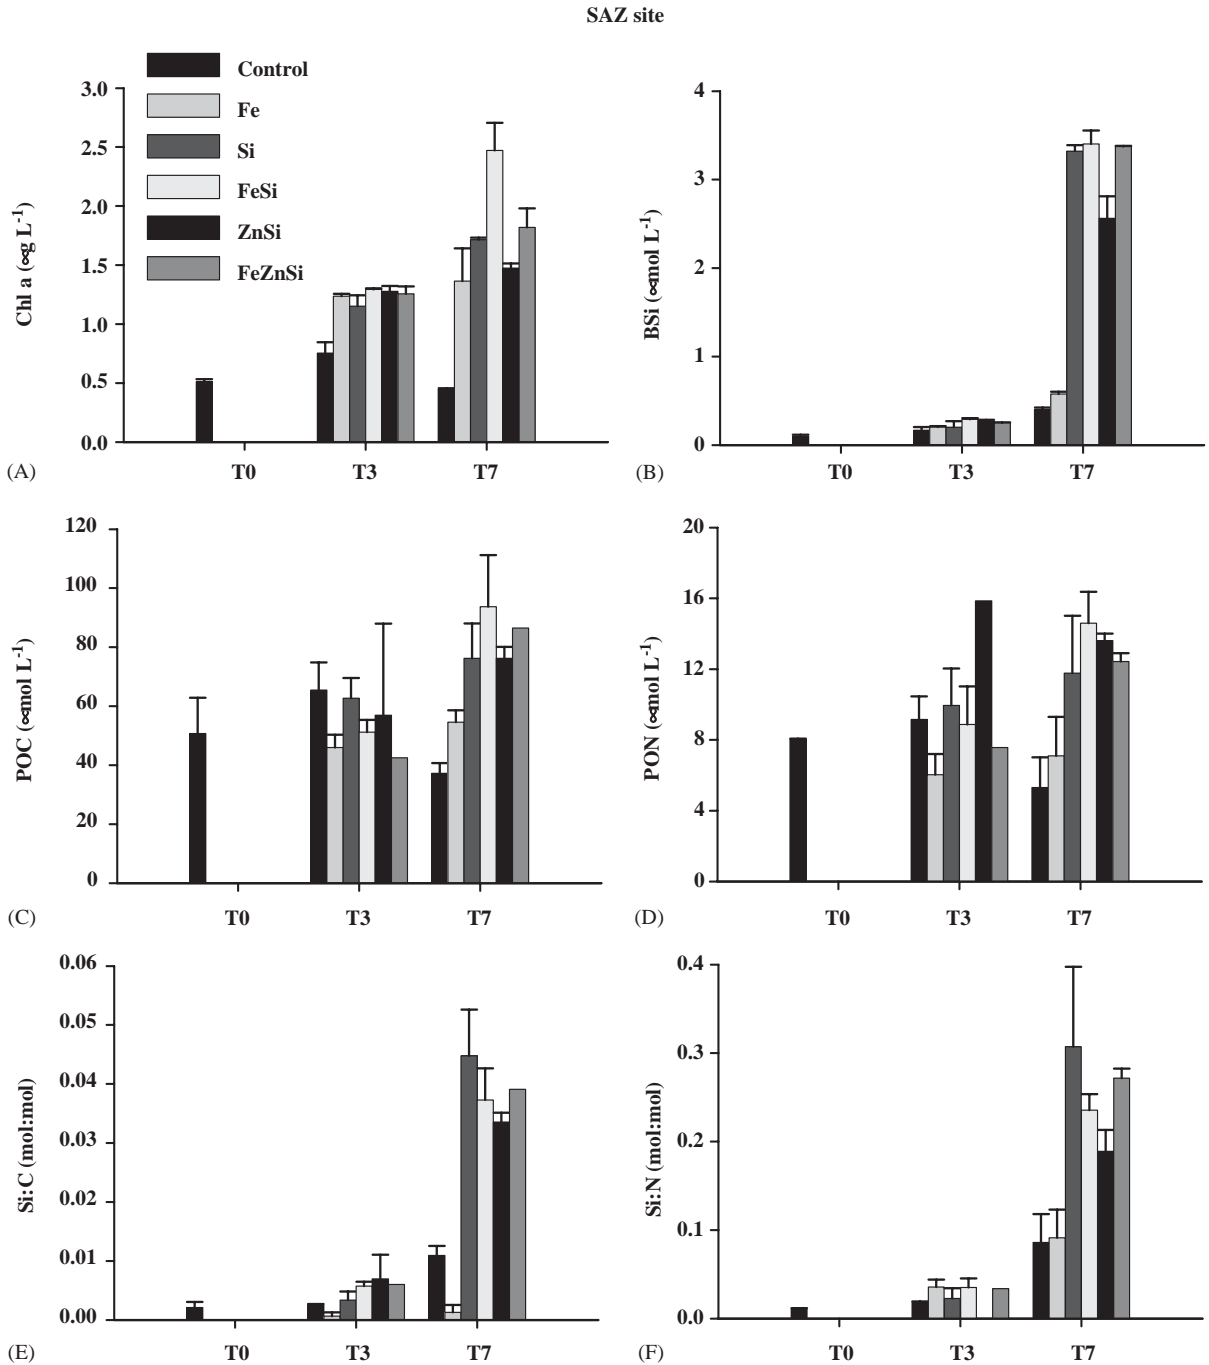 SAZ site
Control
Fe
Si
FeSi
ZnSi
FeZnSi
3.0
2.5
2.0
1.5
1.0
0.5
0.0
Chl a (∝g L⁻¹)
T0 T3 T7
(A)
4
3
2
1
0
BSi (∝mol L⁻¹)
T0 T3 T7
(B)
120
100
80
60
40
20
0
POC (∝mol L⁻¹)
T0 T3 T7
(C)
20
16
12
8
4
0
PON (∝mol L⁻¹)
T0 T3 T7
(D)
0.06
0.05
0.04
0.03
0.02
0.01
0.00
Si:C (mol:mol)
T0 T3 T7
(E)
0.4
0.3
0.2
0.1
0.0
Si:N (mol:mol)
T0 T3 T7
(F)